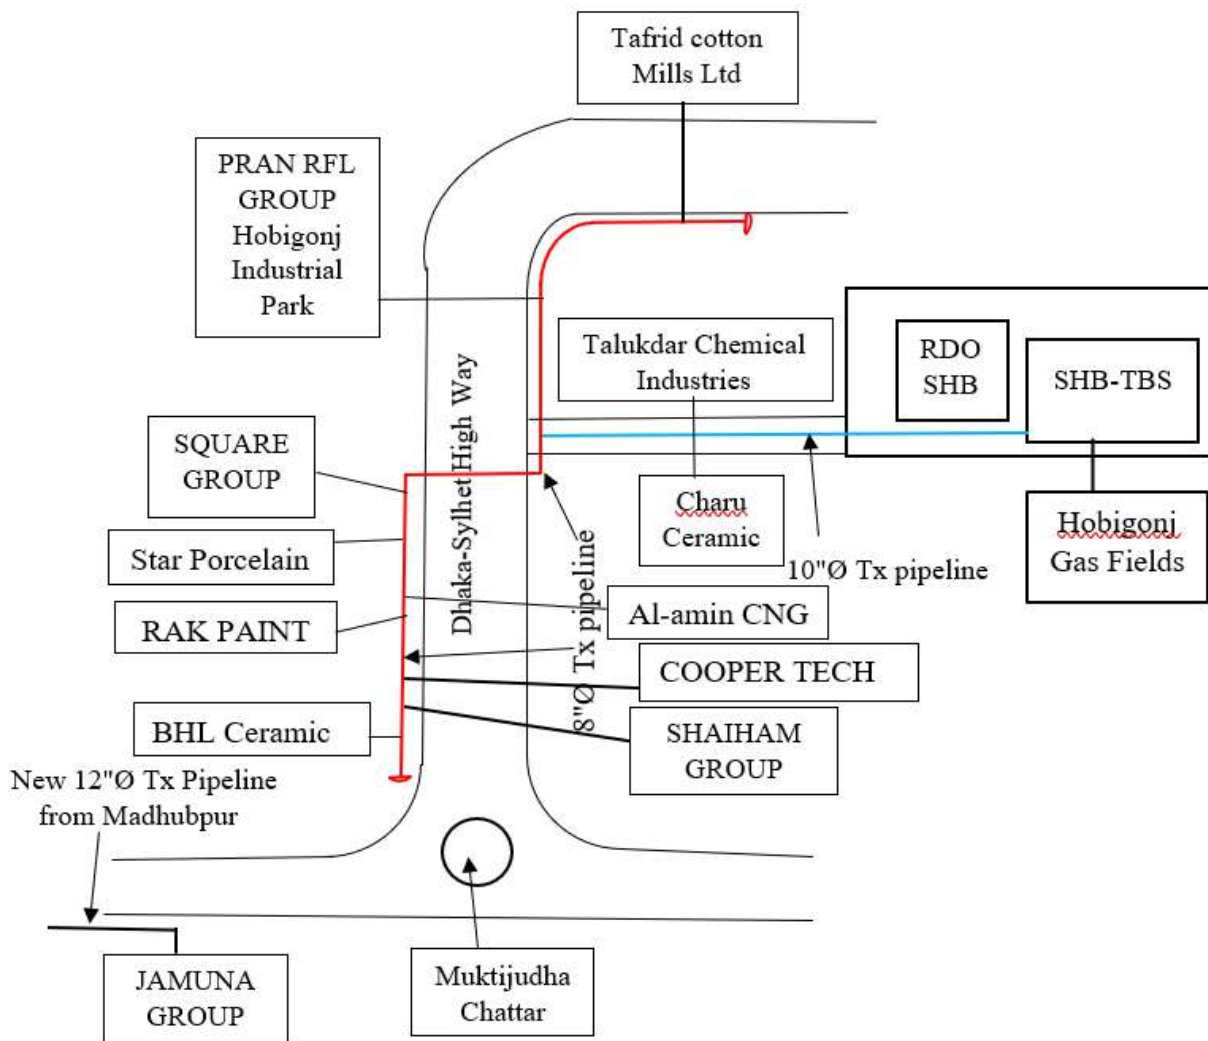 Tafrid cotton
Mills Ltd
PRAN RFL
GROUP
Hobigonj
Industrial
Park
Talukdar Chemical
Industries
RDO
SHB
SHB-TBS
Dhaka-Sylhet High Way
SQUARE
GROUP
Charu
Ceramic
Hobigonj
Gas Fields
Star Porcelain
10"Ø Tx pipeline
8"Ø Tx pipeline
Al-amin CNG
RAK PAINT
COOPER TECH
BHL Ceramic
SHAIHAM
GROUP
New 12"Ø Tx Pipeline
from Madhubpur
JAMUNA
GROUP
Muktijudha
Chattar